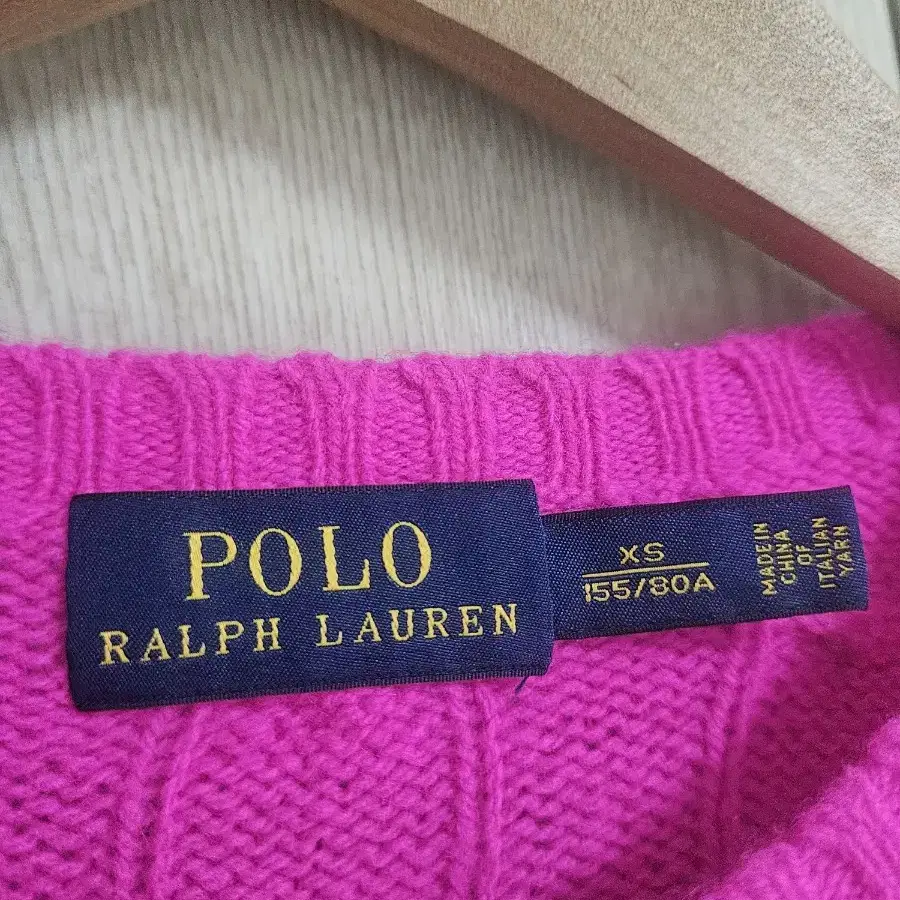 POLO
RALPH LAUREN
XS
155/80A
MADE IN
CHINA
OF
ITALIAN
YARN